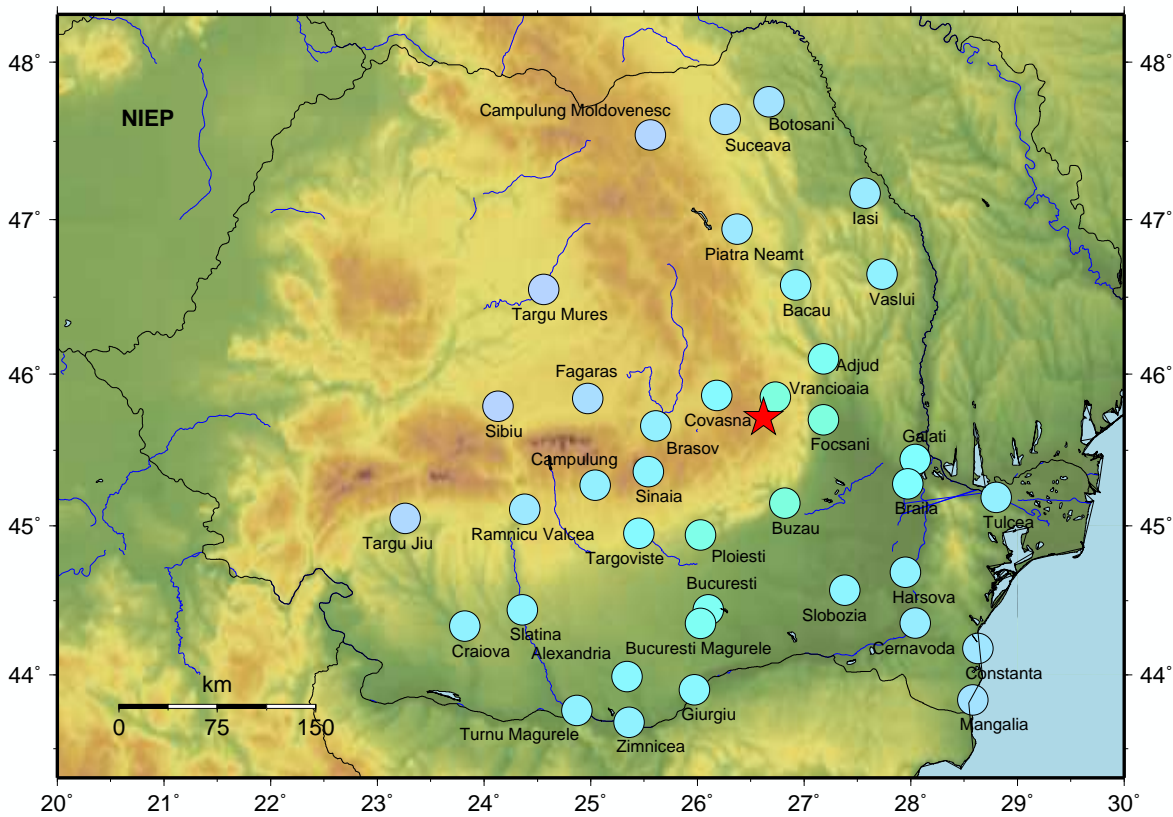 48˚ 48˚
NIEP
Campulung Moldovenesc
Botosani
Suceava
47˚ 47˚
Iasi
Piatra Neamt
Vaslui
Bacau
Targu Mures
46˚ 46˚
Adjud
Fagaras
Vrancioaia
Covasna
Sibiu
Brasov
Focsani
Galati
Campulung
Sinaia
Braila
45˚ 45˚
Tulcea
Buzau
Ramnicu Valcea
Targu Jiu
Targoviste
Ploiesti
Bucuresti
Harsova
Slobozia
Slatina
Craiova
Alexandria
Bucuresti Magurele
Cernavoda
44˚ 44˚
Constanta
km
Giurgiu
Mangalia
0 75 150
Turnu Magurele
Zimnicea
20 21 22 23 24 25 26 27 28 29 30